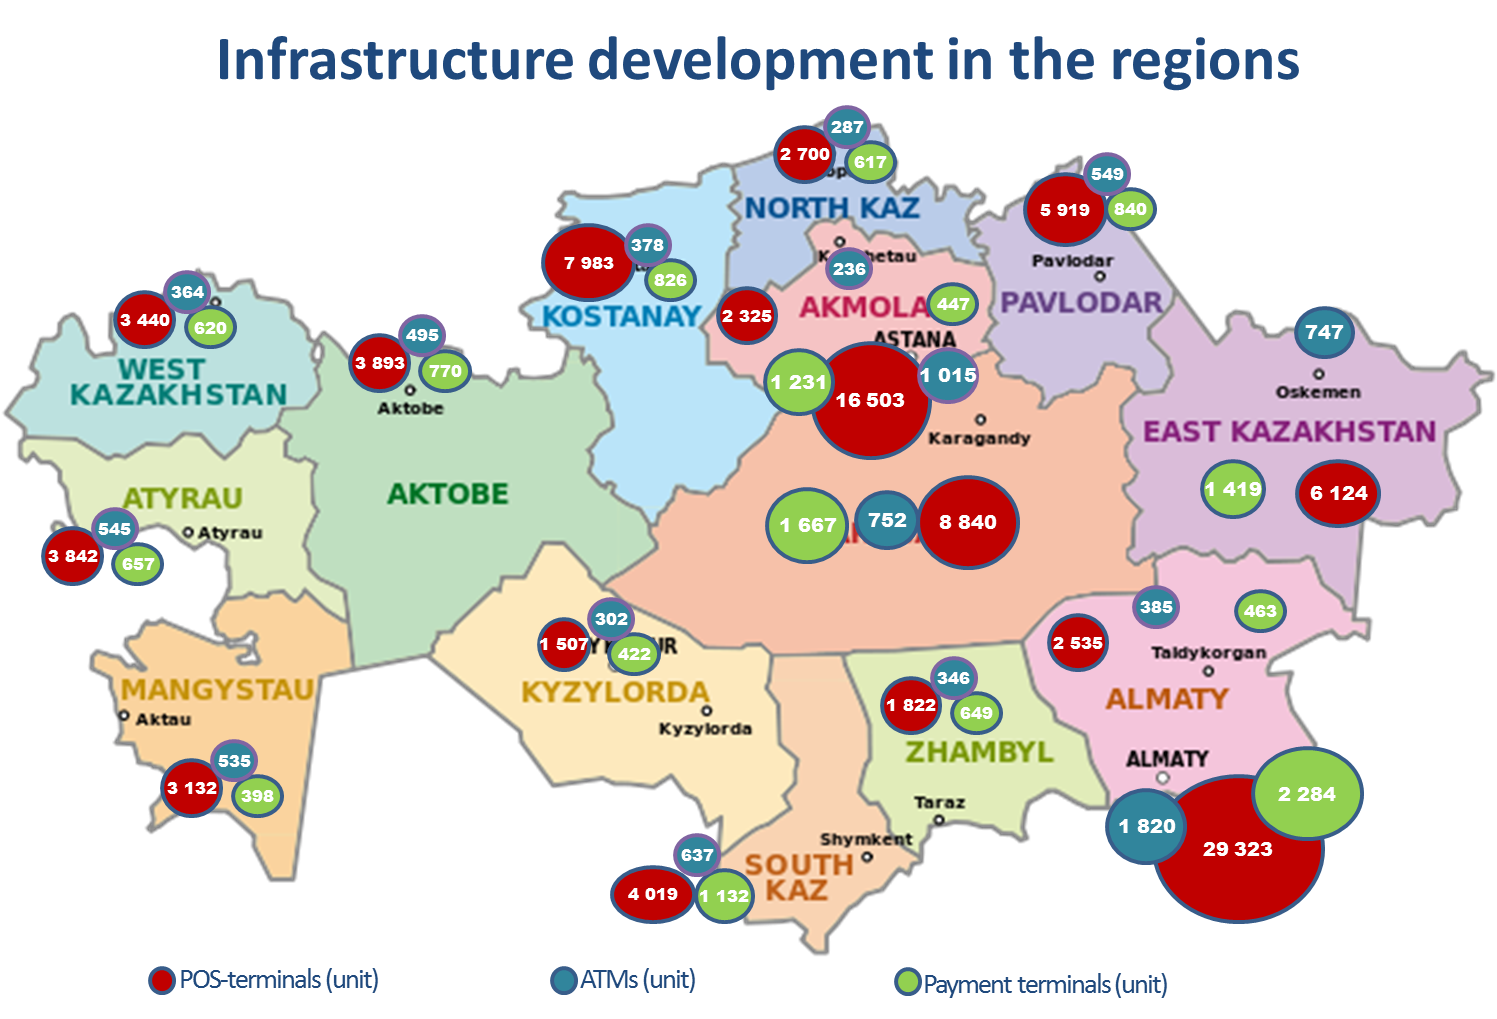 Infrastructure development in the regions
287
2 700
617
NORTH KAZ
549
5 919
840
Pavlodar
PAVLODAR
378
7 983
826
KOSTANAY
236
2 325
AKMOLA
447
ASTANA
1 231
16 503
1 015
364
3 440
620
WEST
KAZAKHSTAN
495
3 893
770
Aktobe
AKTOBE
747
Oskemen
EAST KAZAKHSTAN
1 419
6 124
Karagandy
1 667
752
8 840
ATYRAU
545
Atyrau
3 842
657
302
1 507
422
KYZYLORDA
Kyzylorda
385
463
2 535
Taldykorgan
ALMATY
ALMATY
1 820
29 323
2 284
346
1 822
649
ZHAMBYL
Taraz
MANGYSTAU
Aktau
535
3 132
398
Shymkent
637
SOUTH
KAZ
4 019
1 132
POS-terminals (unit)
ATMs (unit)
Payment terminals (unit)